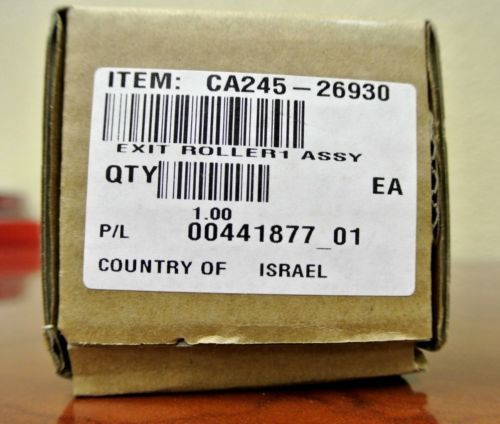 ITEM: CA245-26930
EXIT ROLLER1 ASSY
QTY EA
1.00
P/L 00441877_01
COUNTRY OF ISRAEL